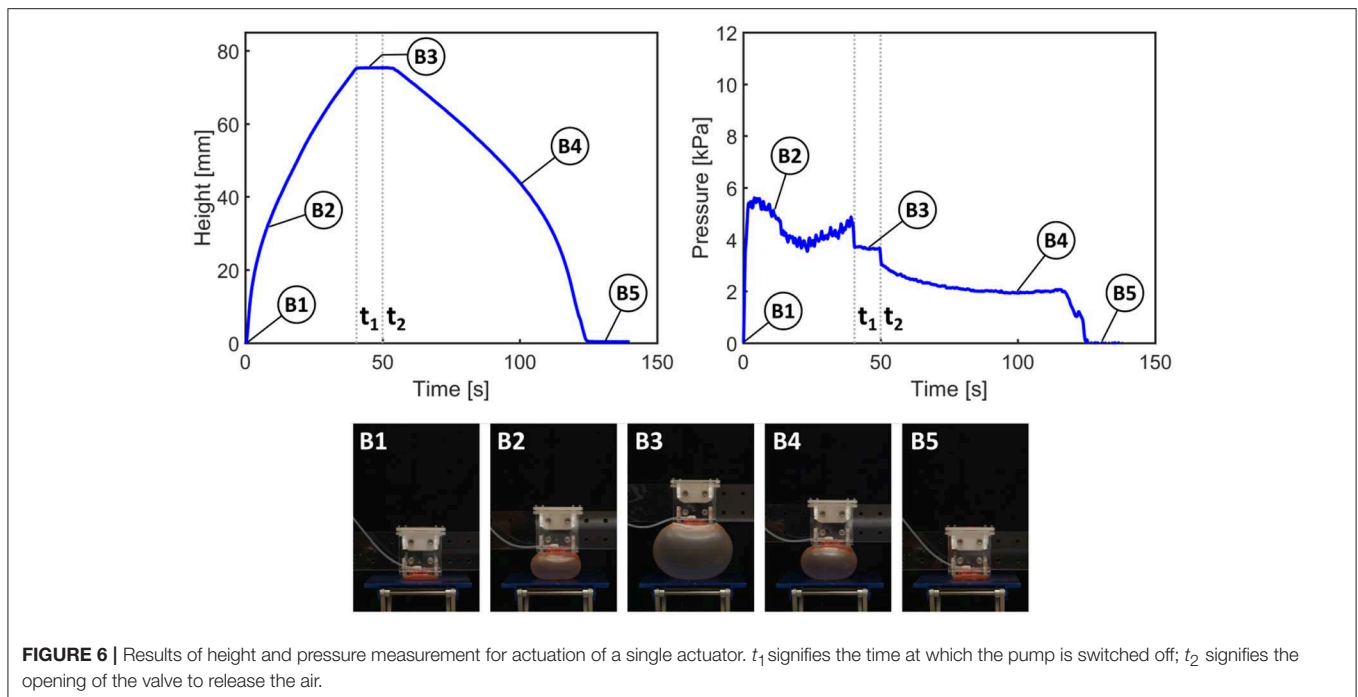 80
60
40
20
0
Height [mm]
B1
B2
B3
B4
B5
t1 t2
0 50 100 150
Time [s]
12
10
8
6
4
2
0
Pressure [kPa]
B1
B2
B3
B4
B5
t1 t2
0 50 100 150
Time [s]
B1 B2 B3 B4 B5
FIGURE 6 | Results of height and pressure measurement for actuation of a single actuator. t1 signifies the time at which the pump is switched off; t2 signifies the
opening of the valve to release the air.